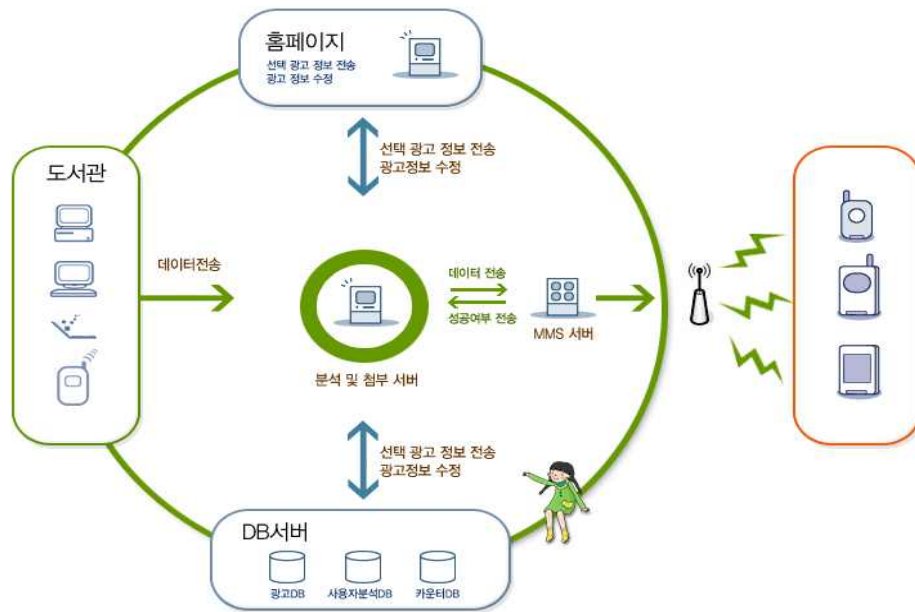 홈페이지
선택 광고 정보 전송
광고 정보 수정
선택 광고 정보 전송
광고정보 수정
도서관
데이터전송
데이터 전송
성공여부 전송
MMS 서버
분석 및 첨부 서버
선택 광고 정보 전송
광고정보 수정
DB서버
광고DB
사용자분석DB
카운터DB